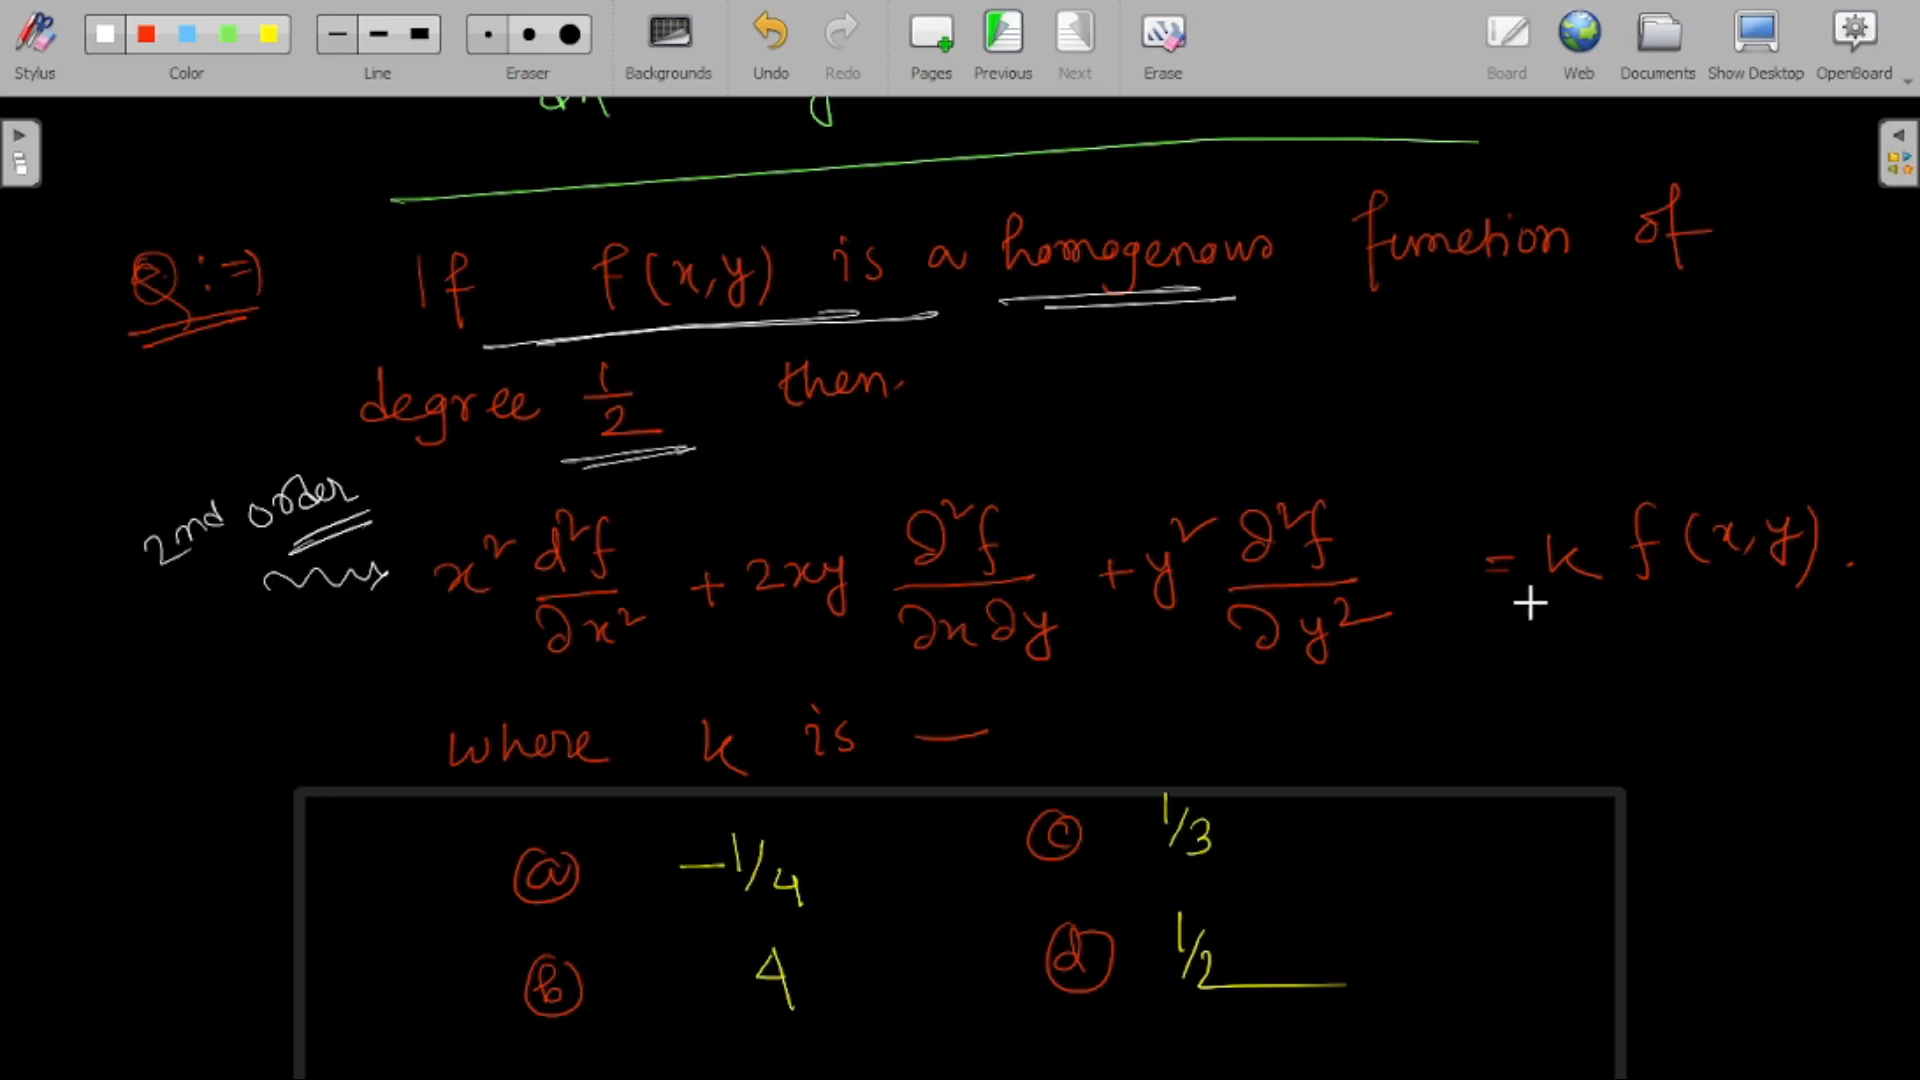 Stylus Color Line Eraser Backgrounds Undo Redo Pages Previous Next Erase Board Web Documents Show Desktop OpenBoard
Q :⇒ If f(x,y) is a homogenous function of
degree 1/2 then.
2nd order
x² d²f/∂x² + 2xy ∂²f/∂x∂y + y² ∂²f/∂y² = k f(x,y).
where k is —
ⓐ -1/4 ⓒ 1/3
ⓑ 4 ⓓ 1/2